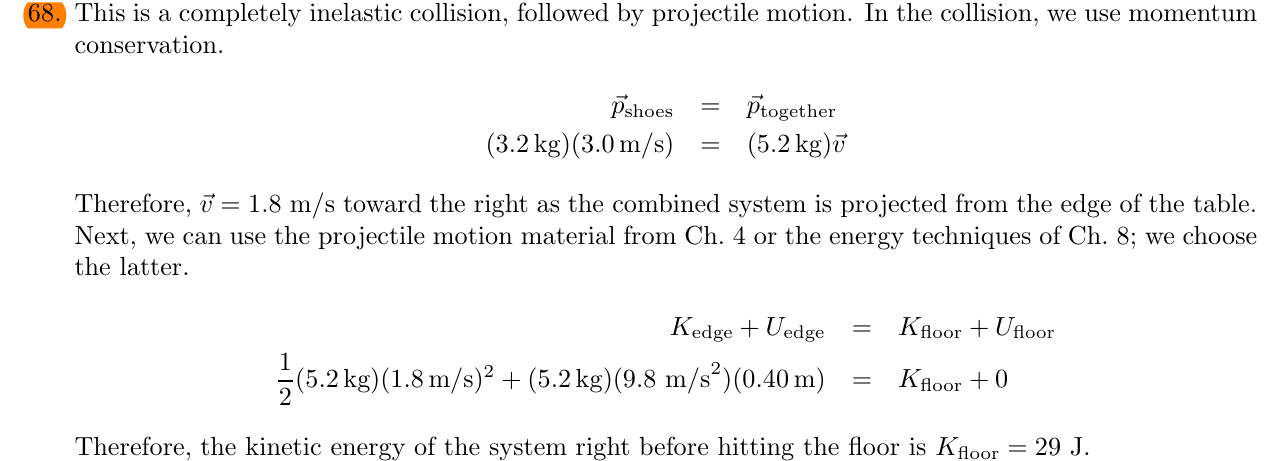 68. This is a completely inelastic collision, followed by projectile motion. In the collision, we use momentum
conservation.
$\vec{p}_{\text{shoes}} = \vec{p}_{\text{together}}$
$(3.2\,\text{kg})(3.0\,\text{m/s}) = (5.2\,\text{kg})\vec{v}$
Therefore, $\vec{v} = 1.8$ m/s toward the right as the combined system is projected from the edge of the table.
Next, we can use the projectile motion material from Ch. 4 or the energy techniques of Ch. 8; we choose
the latter.
$K_{\text{edge}} + U_{\text{edge}} = K_{\text{floor}} + U_{\text{floor}}$
$\frac{1}{2}(5.2\,\text{kg})(1.8\,\text{m/s})^2 + (5.2\,\text{kg})(9.8\,\text{m/s}^2)(0.40\,\text{m}) = K_{\text{floor}} + 0$
Therefore, the kinetic energy of the system right before hitting the floor is $K_{\text{floor}} = 29$ J.